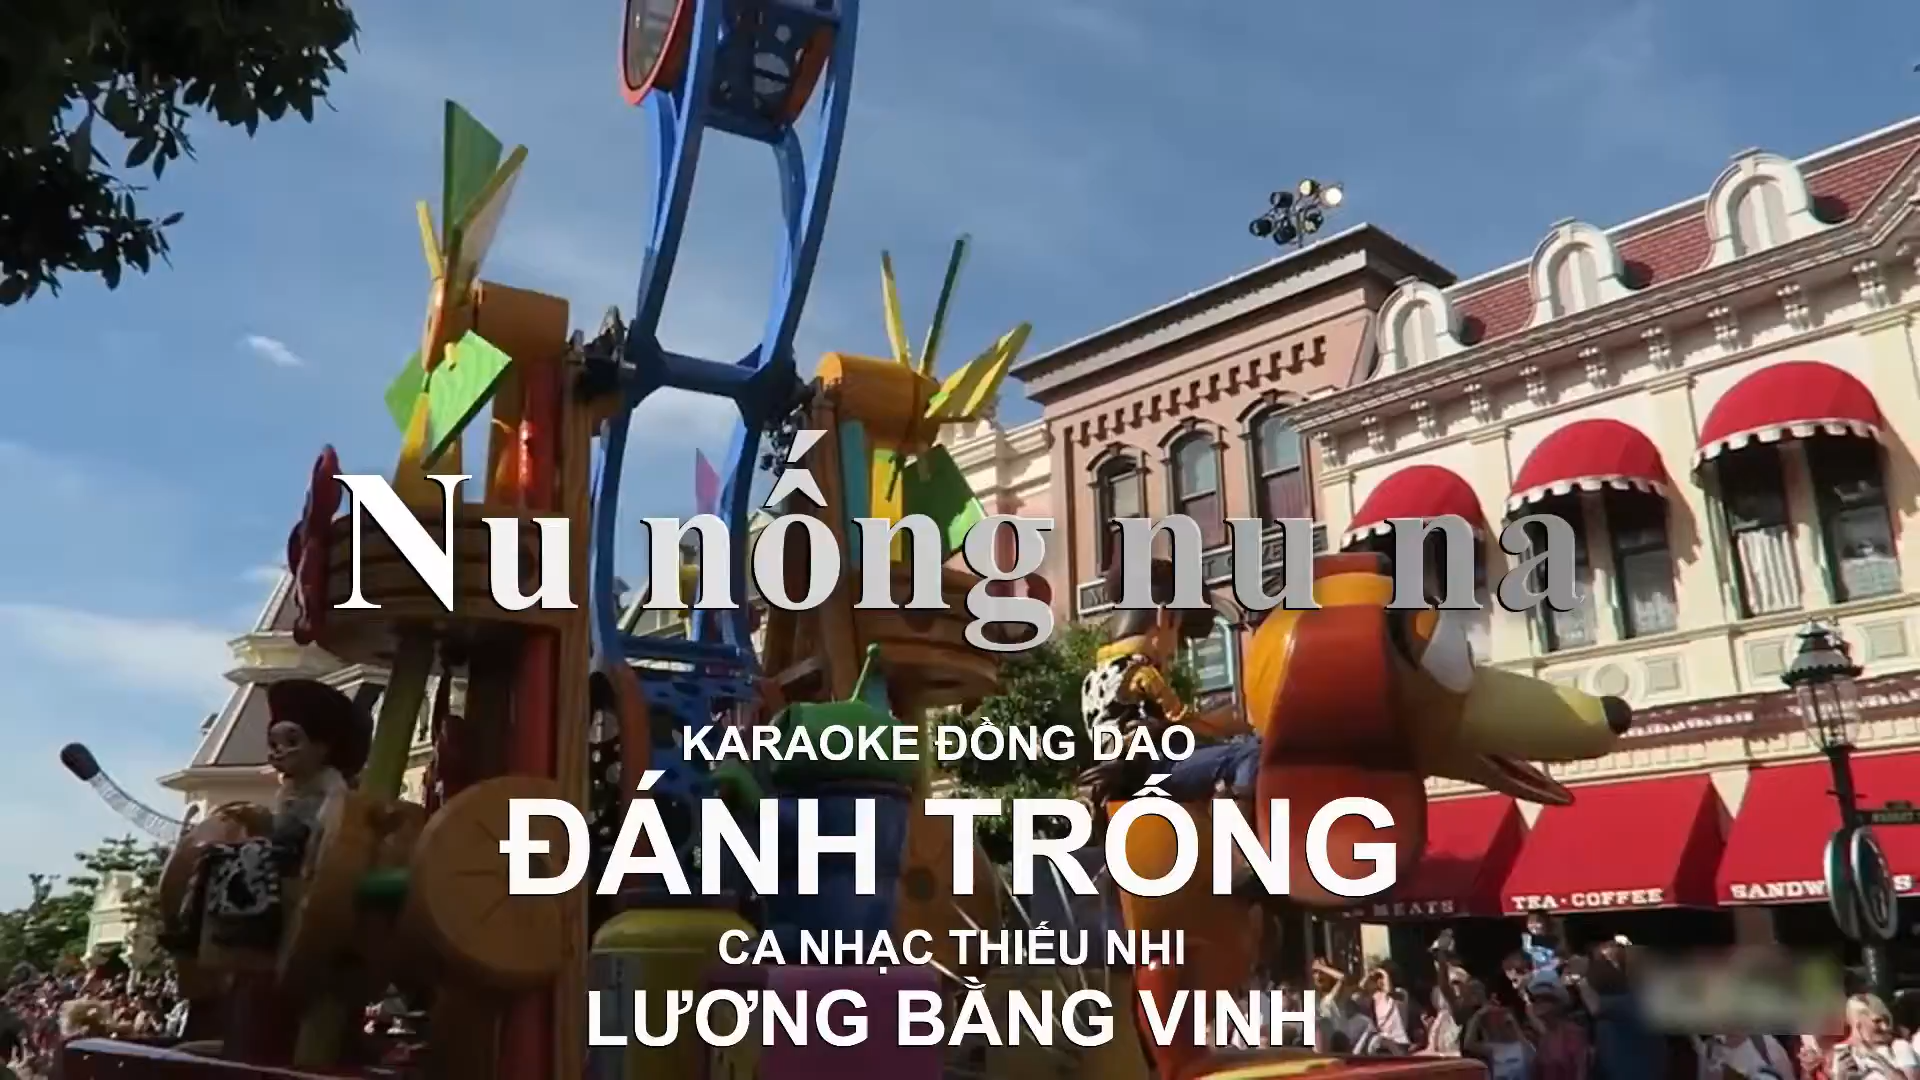 Nu nống nu na
KARAOKE ĐỒNG DAO
ĐÁNH TRỐNG
CA NHẠC THIẾU NHI
LƯƠNG BẰNG VINH
MEATS
TEA · COFFEE